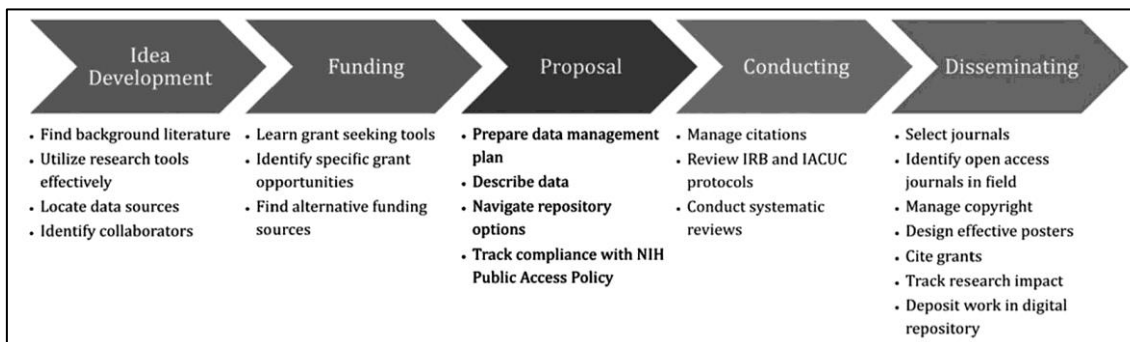 Idea
Development
• Find background literature
• Utilize research tools
effectively
• Locate data sources
• Identify collaborators
Funding
• Learn grant seeking tools
• Identify specific grant
opportunities
• Find alternative funding
sources
Proposal
• Prepare data management
plan
• Describe data
• Navigate repository
options
• Track compliance with NIH
Public Access Policy
Conducting
• Manage citations
• Review IRB and IACUC
protocols
• Conduct systematic
reviews
Disseminating
• Select journals
• Identify open access
journals in field
• Manage copyright
• Design effective posters
• Cite grants
• Track research impact
• Deposit work in digital
repository